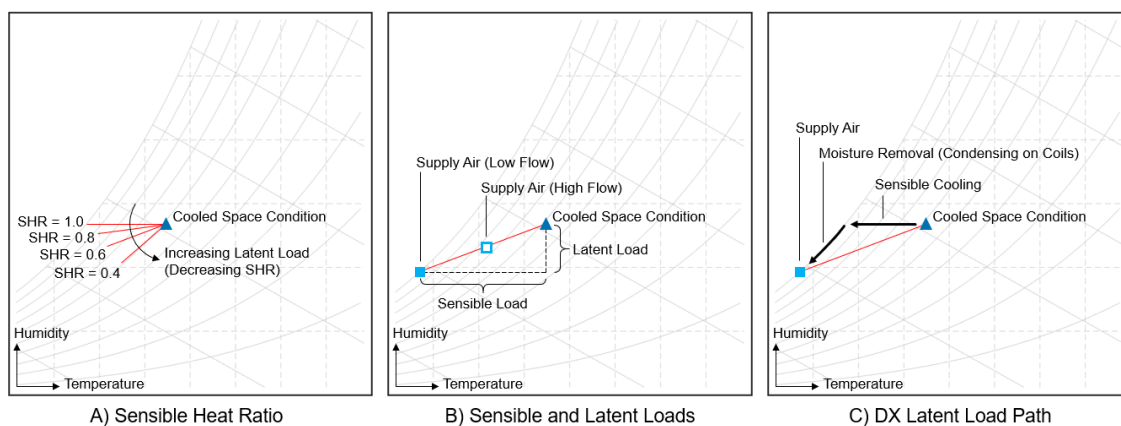 SHR = 1.0
SHR = 0.8
SHR = 0.6
SHR = 0.4
Cooled Space Condition
Increasing Latent Load
(Decreasing SHR)
Humidity
Temperature
A) Sensible Heat Ratio
Supply Air (Low Flow)
Supply Air (High Flow)
Cooled Space Condition
Latent Load
Sensible Load
Humidity
Temperature
B) Sensible and Latent Loads
Supply Air
Moisture Removal (Condensing on Coils)
Sensible Cooling
Cooled Space Condition
Humidity
Temperature
C) DX Latent Load Path